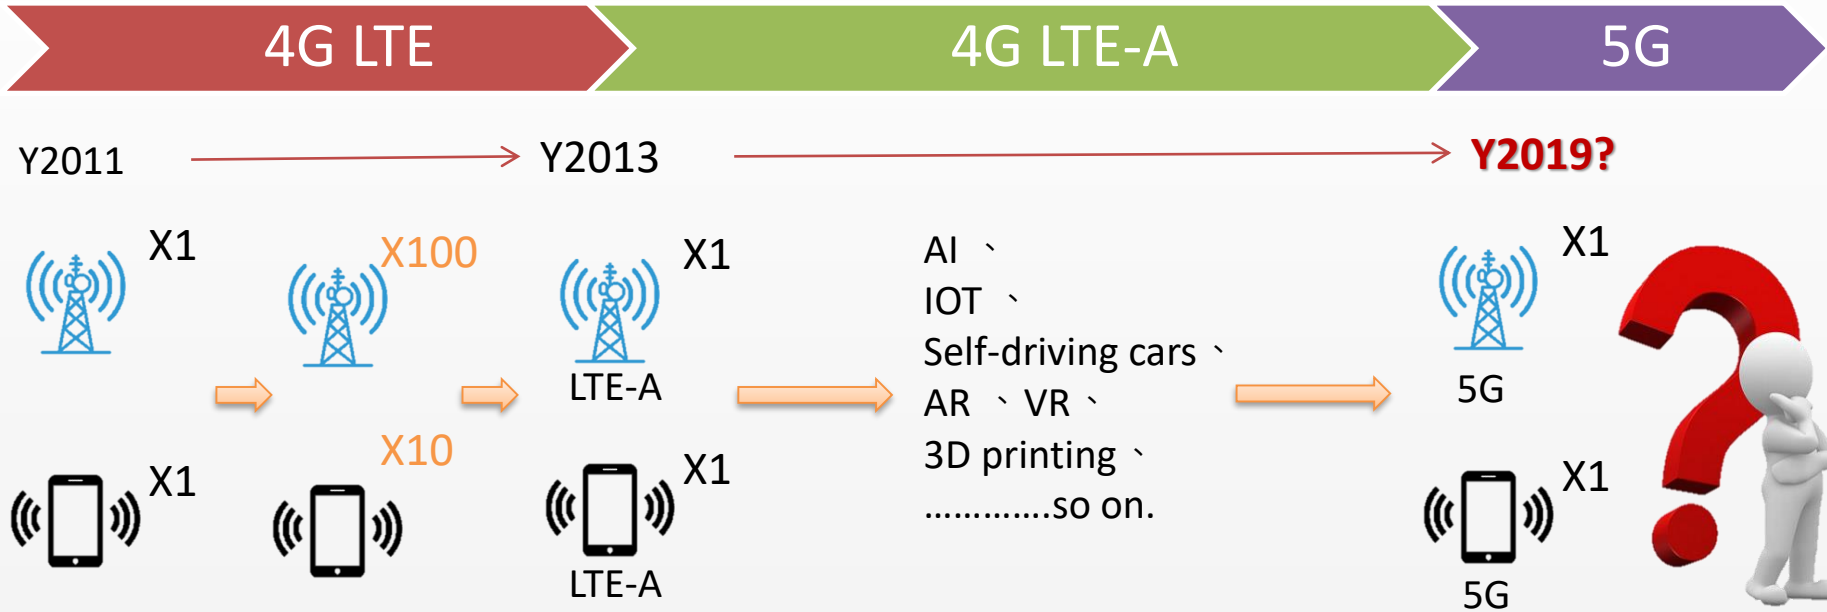 4G LTE
4G LTE-A
5G
Y2011
Y2013
Y2019?
X1
X100
X1
LTE-A
AI 、
IOT 、
Self-driving cars、
AR 、VR、
3D printing、
………….so on.
X1
5G
X1
X10
X1
LTE-A
X1
5G